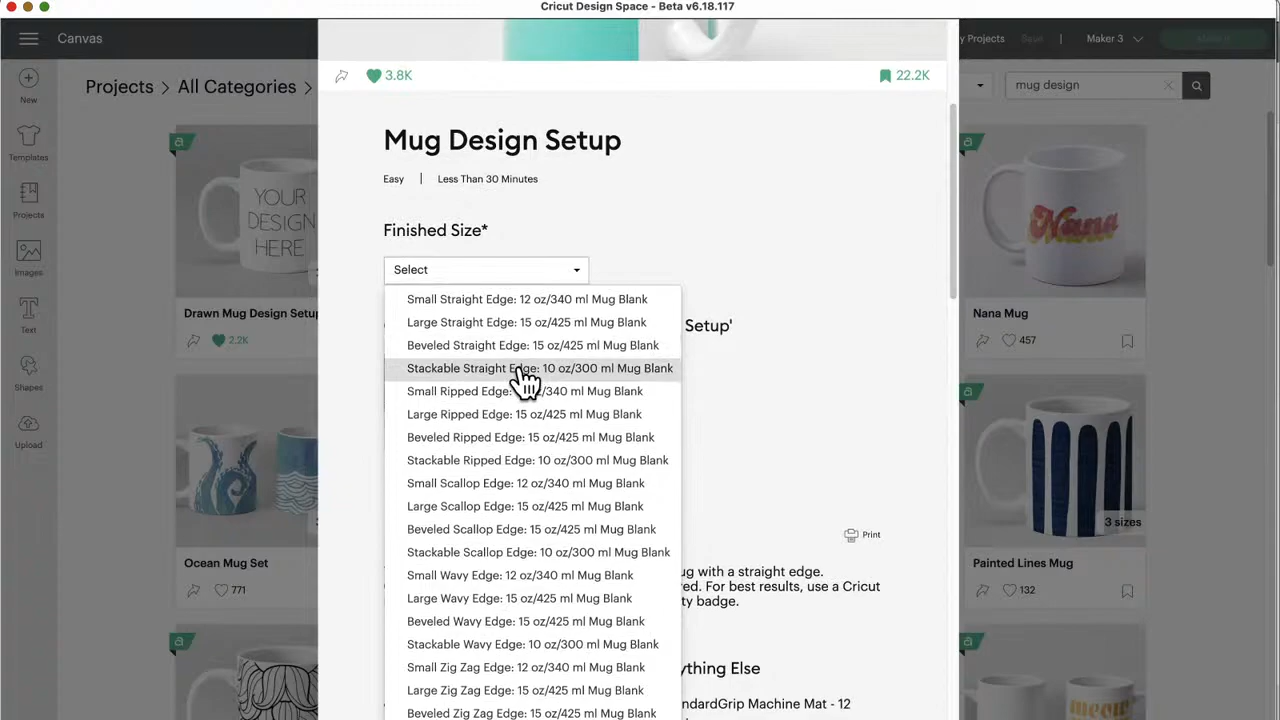 Cricut Design Space - Beta v6.18.117
Canvas
y Projects
Save
Maker 3
New
Templates
Projects
Images
Text
Shapes
Upload
Projects > All Categories >
mug design
3.8K
22.2K
Mug Design Setup
Easy | Less Than 30 Minutes
Finished Size*
Select
Small Straight Edge: 12 oz/340 ml Mug Blank
Large Straight Edge: 15 oz/425 ml Mug Blank
Beveled Straight Edge: 15 oz/425 ml Mug Blank
Stackable Straight Edge: 10 oz/300 ml Mug Blank
Small Ripped Edge: /340 ml Mug Blank
Large Ripped Edge: 15 oz/425 ml Mug Blank
Beveled Ripped Edge: 15 oz/425 ml Mug Blank
Stackable Ripped Edge: 10 oz/300 ml Mug Blank
Small Scallop Edge: 12 oz/340 ml Mug Blank
Large Scallop Edge: 15 oz/425 ml Mug Blank
Beveled Scallop Edge: 15 oz/425 ml Mug Blank
Stackable Scallop Edge: 10 oz/300 ml Mug Blank
Small Wavy Edge: 12 oz/340 ml Mug Blank
Large Wavy Edge: 15 oz/425 ml Mug Blank
Beveled Wavy Edge: 15 oz/425 ml Mug Blank
Stackable Wavy Edge: 10 oz/300 ml Mug Blank
Small Zig Zag Edge: 12 oz/340 ml Mug Blank
Large Zig Zag Edge: 15 oz/425 ml Mug Blank
Beveled Zig Zag Edge: 15 oz/425 ml Mug Blank
Setup'
Print
ug with a straight edge.
ed. For best results, use a Cricut
ty badge.
ything Else
ndardGrip Machine Mat - 12
YOUR
DESIGN
HERE
Drawn Mug Design Setup
2.2K
Ocean Mug Set
771
Nana
Nana Mug
457
3 sizes
Painted Lines Mug
132
meow